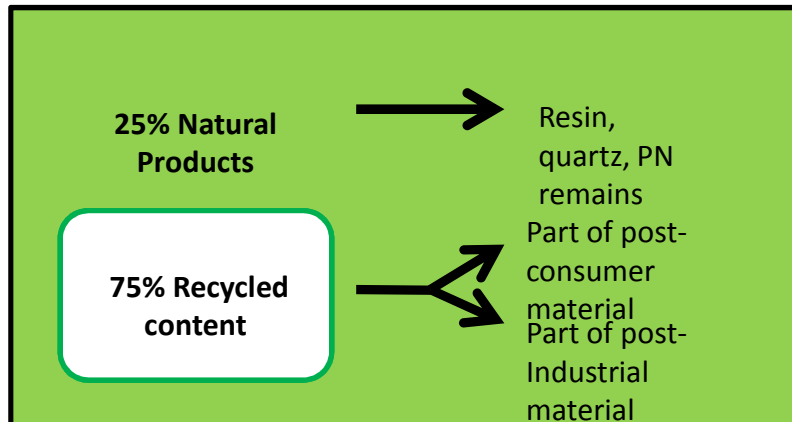 25% Natural
Products
Resin,
quartz, PN
remains
75% Recycled
content
Part of post-
consumer
material
Part of post-
Industrial
material